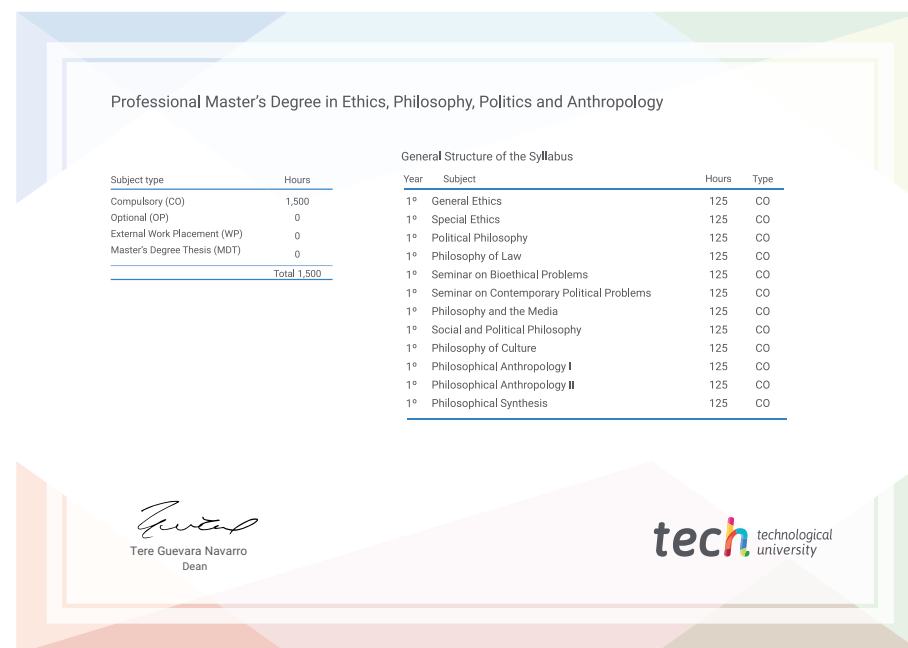 Professional Master's Degree in Ethics, Philosophy, Politics and Anthropology
Subject type Hours
Compulsory (CO) 1,500
Optional (OP) 0
External Work Placement (WP) 0
Master's Degree Thesis (MDT) 0
Total 1,500
General Structure of the Syllabus
Year Subject Hours Type
1º General Ethics 125 CO
1º Special Ethics 125 CO
1º Political Philosophy 125 CO
1º Philosophy of Law 125 CO
1º Seminar on Bioethical Problems 125 CO
1º Seminar on Contemporary Political Problems 125 CO
1º Philosophy and the Media 125 CO
1º Social and Political Philosophy 125 CO
1º Philosophy of Culture 125 CO
1º Philosophical Anthropology I 125 CO
1º Philosophical Anthropology II 125 CO
1º Philosophical Synthesis 125 CO
Tere Guevara Navarro
Dean
tech technological
university